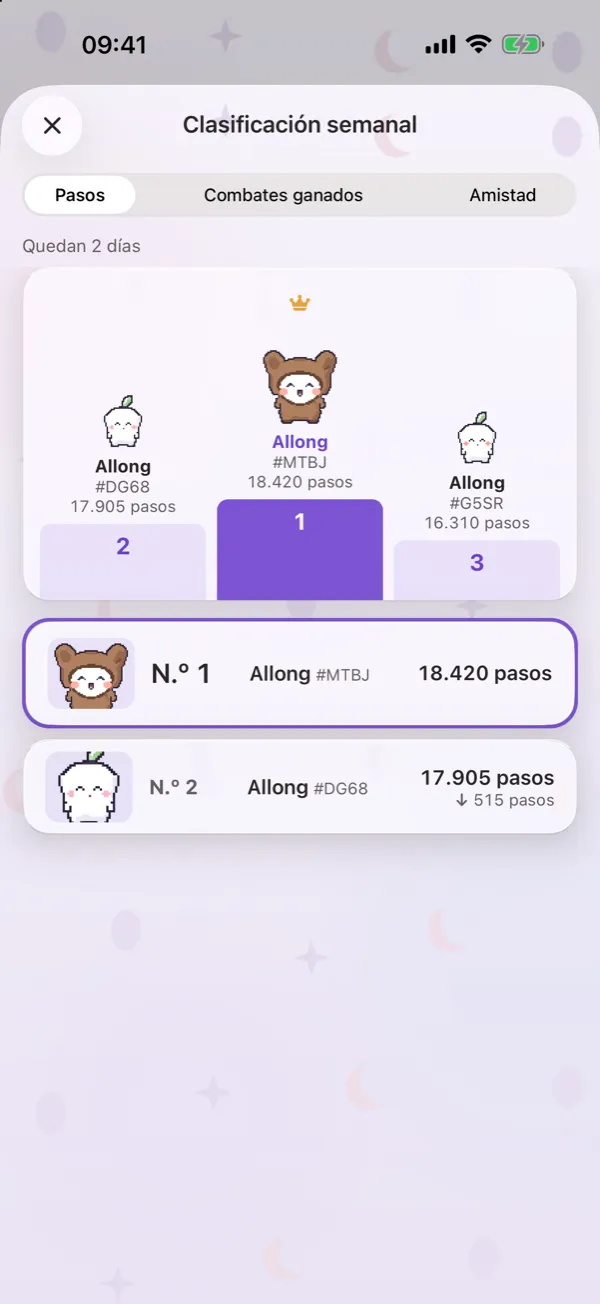 09:41
Clasificación semanal
Pasos
Combates ganados
Amistad
Quedan 2 días
Allong
#MTBJ
18.420 pasos
1
Allong
#DG68
17.905 pasos
2
Allong
#G5SR
16.310 pasos
3
N.º 1 Allong #MTBJ 18.420 pasos
N.º 2 Allong #DG68 17.905 pasos
↓ 515 pasos